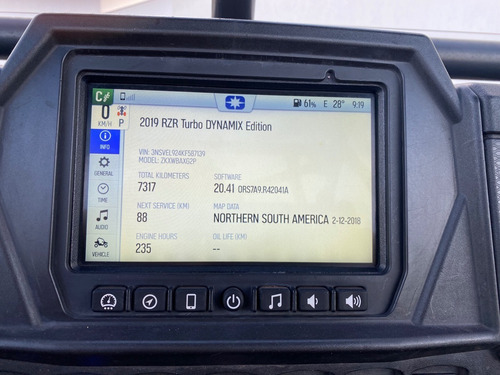 C
61% E 28° 9:19
0
KM/H P
2019 RZR Turbo DYNAMIX Edition
INFO
VIN: 3NSVEL924KF587139
MODEL: ZXXWBAXG2P
GENERAL
TOTAL KILOMETERS SOFTWARE
7317 20.41 ORS7A9.R42041A
TIME
NEXT SERVICE (KM) MAP DATA
88 NORTHERN SOUTH AMERICA 2-12-2018
AUDIO
ENGINE HOURS OIL LIFE (KM)
235 --
VEHICLE